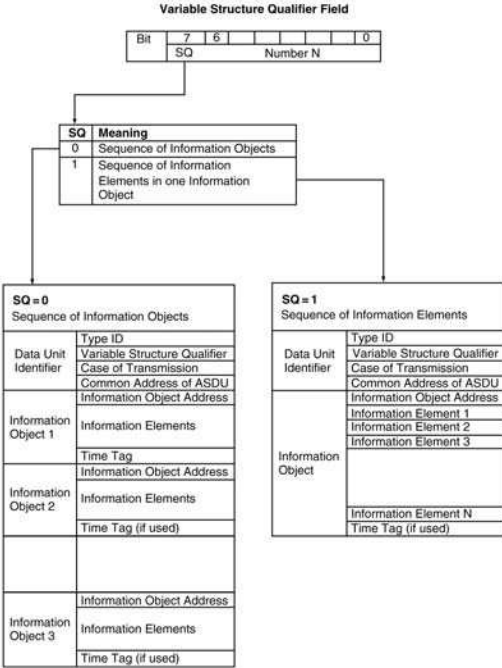 Variable Structure Qualifier Field
Bit 7 6 0
SQ Number N
SQ Meaning
0 Sequence of Information Objects
1 Sequence of Information
Elements in one Information
Object
SQ = 0
Sequence of Information Objects
Data Unit
Identifier
Type ID
Variable Structure Qualifier
Case of Transmission
Common Address of ASDU
Information
Object 1
Information Object Address
Information Elements
Time Tag
Information
Object 2
Information Object Address
Information Elements
Time Tag (if used)
Information
Object 3
Information Object Address
Information Elements
Time Tag (if used)
SQ = 1
Sequence of Information Elements
Data Unit
Identifier
Type ID
Variable Structure Qualifier
Case of Transmission
Common Address of ASDU
Information
Object
Information Object Address
Information Element 1
Information Element 2
Information Element 3
Information Element N
Time Tag (if used)